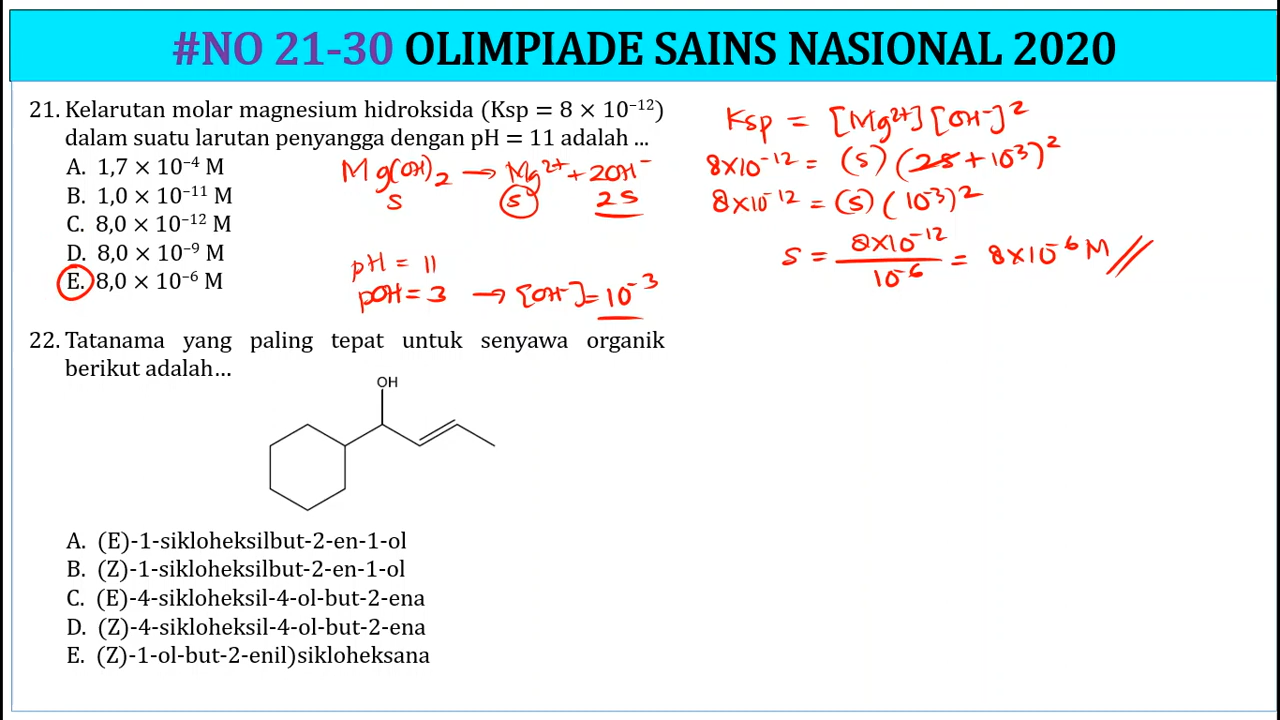 #NO 21-30 OLIMPIADE SAINS NASIONAL 2020
21. Kelarutan molar magnesium hidroksida (Ksp = 8 × 10⁻¹²)
dalam suatu larutan penyangga dengan pH = 11 adalah ...
A. 1,7 × 10⁻⁴ M
B. 1,0 × 10⁻¹¹ M
C. 8,0 × 10⁻¹² M
D. 8,0 × 10⁻⁹ M
E. 8,0 × 10⁻⁶ M
Mg(OH)₂ → Mg²⁺ + 2OH⁻
s s 2s
pH = 11
pOH = 3 → [OH⁻] = 10⁻³
Ksp = [Mg²⁺][OH⁻]²
8×10⁻¹² = (s) (2s + 10⁻³)²
8×10⁻¹² = (s) (10⁻³)²
s = 8×10⁻¹² / 10⁻⁶ = 8×10⁻⁶ M //
22. Tatanama yang paling tepat untuk senyawa organik
berikut adalah...
OH
A. (E)-1-sikloheksilbut-2-en-1-ol
B. (Z)-1-sikloheksilbut-2-en-1-ol
C. (E)-4-sikloheksil-4-ol-but-2-ena
D. (Z)-4-sikloheksil-4-ol-but-2-ena
E. (Z)-1-ol-but-2-enil)sikloheksana